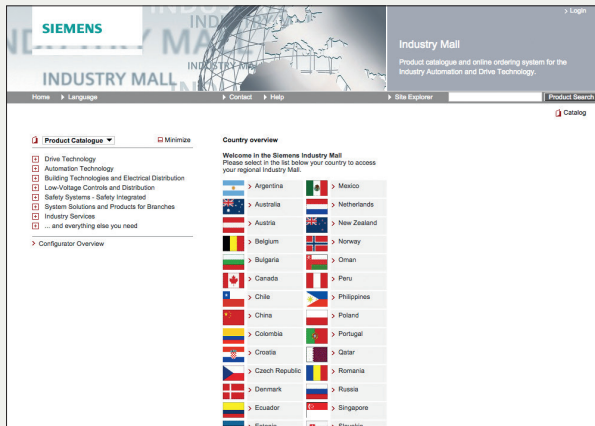 SIEMENS
INDUSTRY MALL
> Login
Industry Mall
Product catalogue and online ordering system for the
Industry Automation and Drive Technology.
Home Language Contact Help Site Explorer Product Search
Catalog
Product Catalogue Minimize
Drive Technology
Automation Technology
Building Technologies and Electrical Distribution
Low-Voltage Controls and Distribution
Safety Systems - Safety Integrated
System Solutions and Products for Branches
Industry Services
... and everything else you need
> Configurator Overview
Country overview
Welcome in the Siemens Industry Mall
Please select in the list below your country to access
your regional Industry Mall.
> Argentina > Mexico
> Australia > Netherlands
> Austria > New Zealand
> Belgium > Norway
> Bulgaria > Oman
> Canada > Peru
> Chile > Philippines
> China > Poland
> Colombia > Portugal
> Croatia > Qatar
> Czech Republic > Romania
> Denmark > Russia
> Ecuador > Singapore
> Estonia > Slovakia